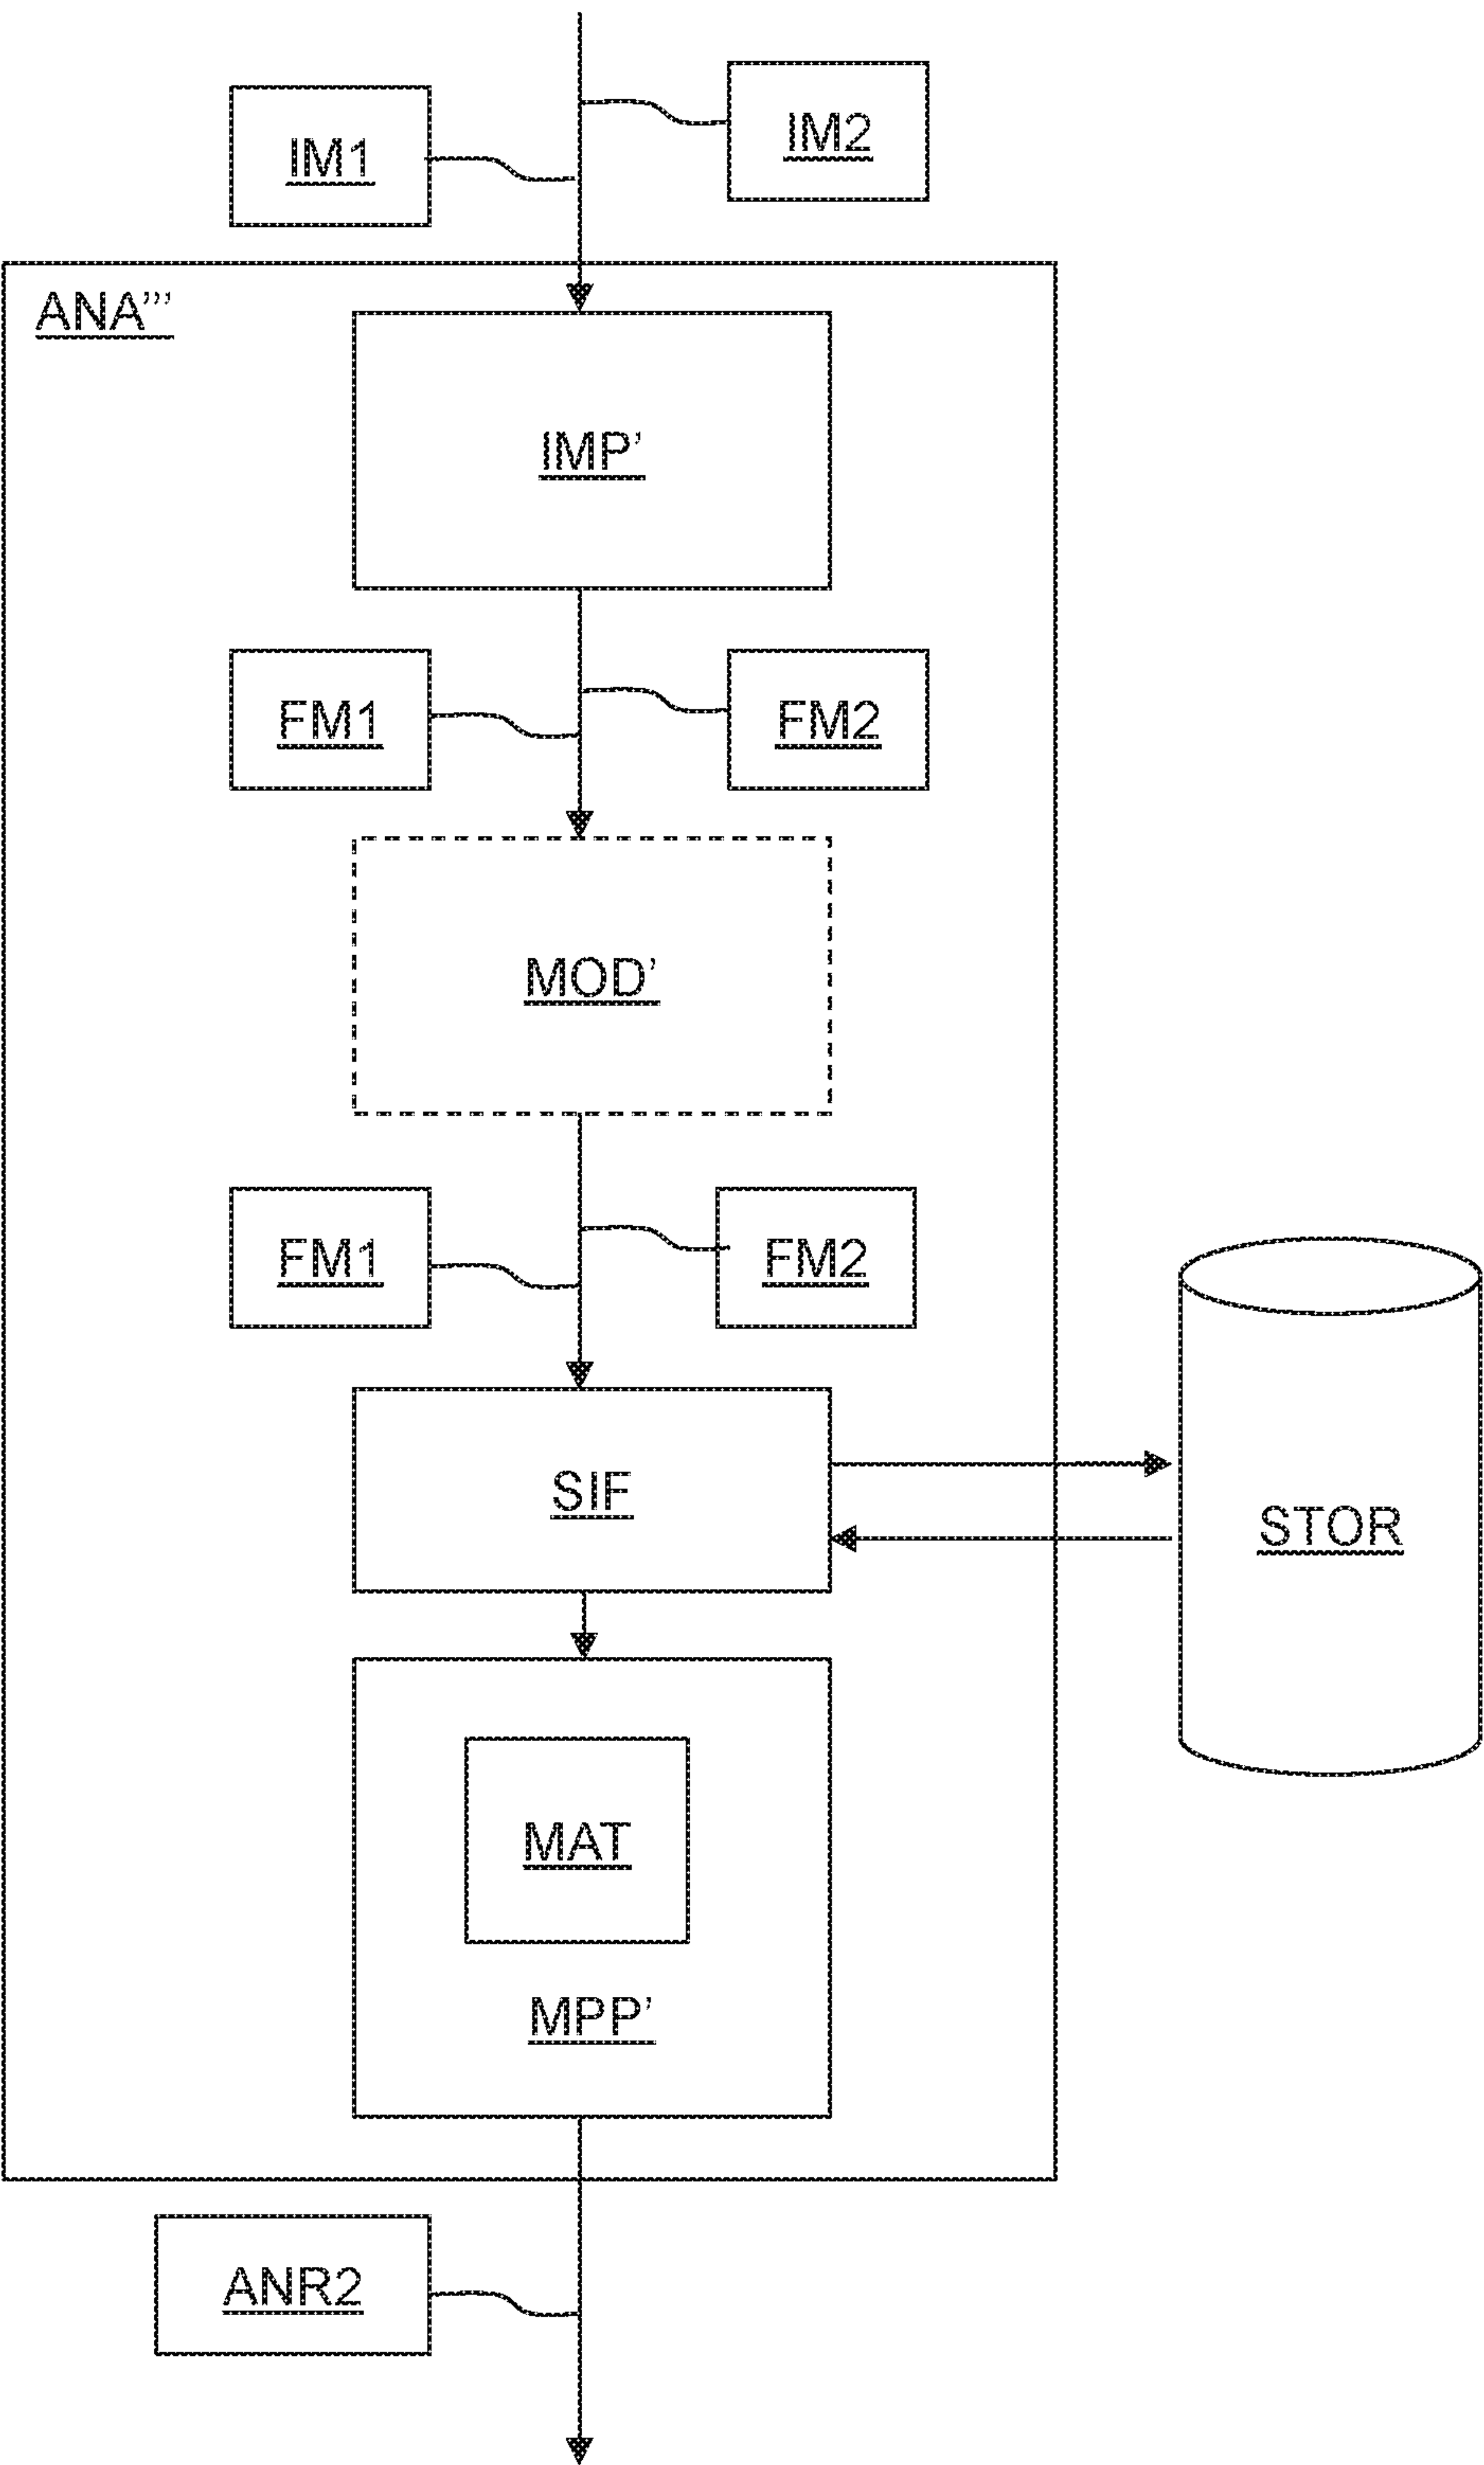 IM1
IM2
ANA’’’
IMP’
FM1
FM2
MOD’
FM1
FM2
SIF
STOR
MAT
MPP’
ANR2